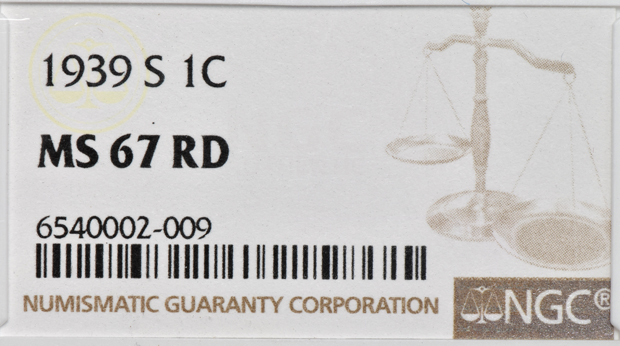 1939 S 1C
MS 67 RD
6540002-009
NUMISMATIC GUARANTY CORPORATION
NGC®